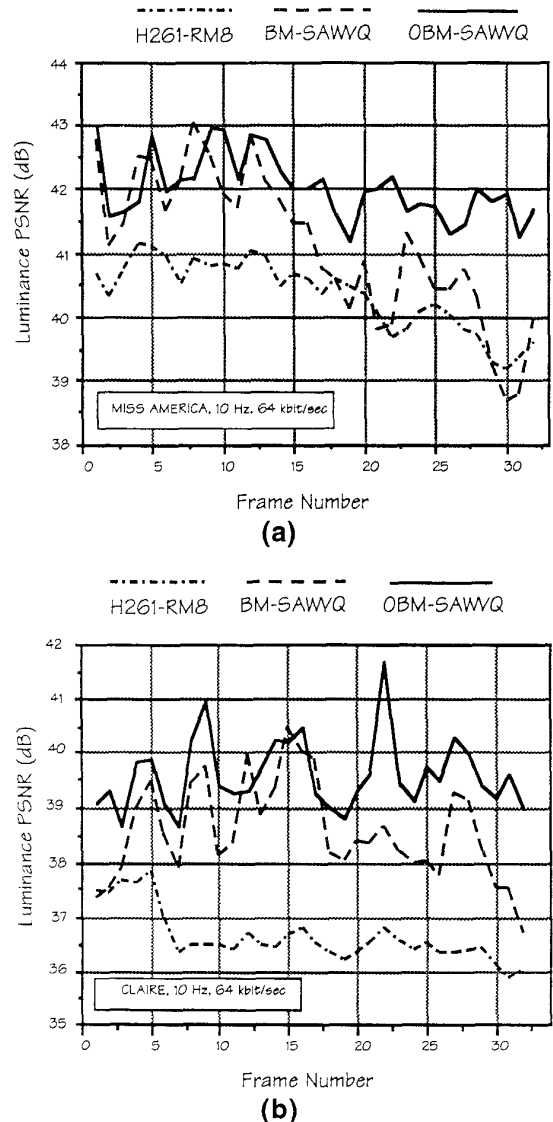 H261-RM8 BM-SAWVQ OBM-SAWVQ
44
43
42
41
40
39
38
Luminance PSNR (dB)
MISS AMERICA, 10 Hz, 64 kbit/sec
0 5 10 15 20 25 30
Frame Number
(a)
H261-RM8 BM-SAWVQ OBM-SAWVQ
42
41
40
39
38
37
36
35
Luminance PSNR (dB)
CLAIRE, 10 Hz, 64 kbit/sec
0 5 10 15 20 25 30
Frame Number
(b)